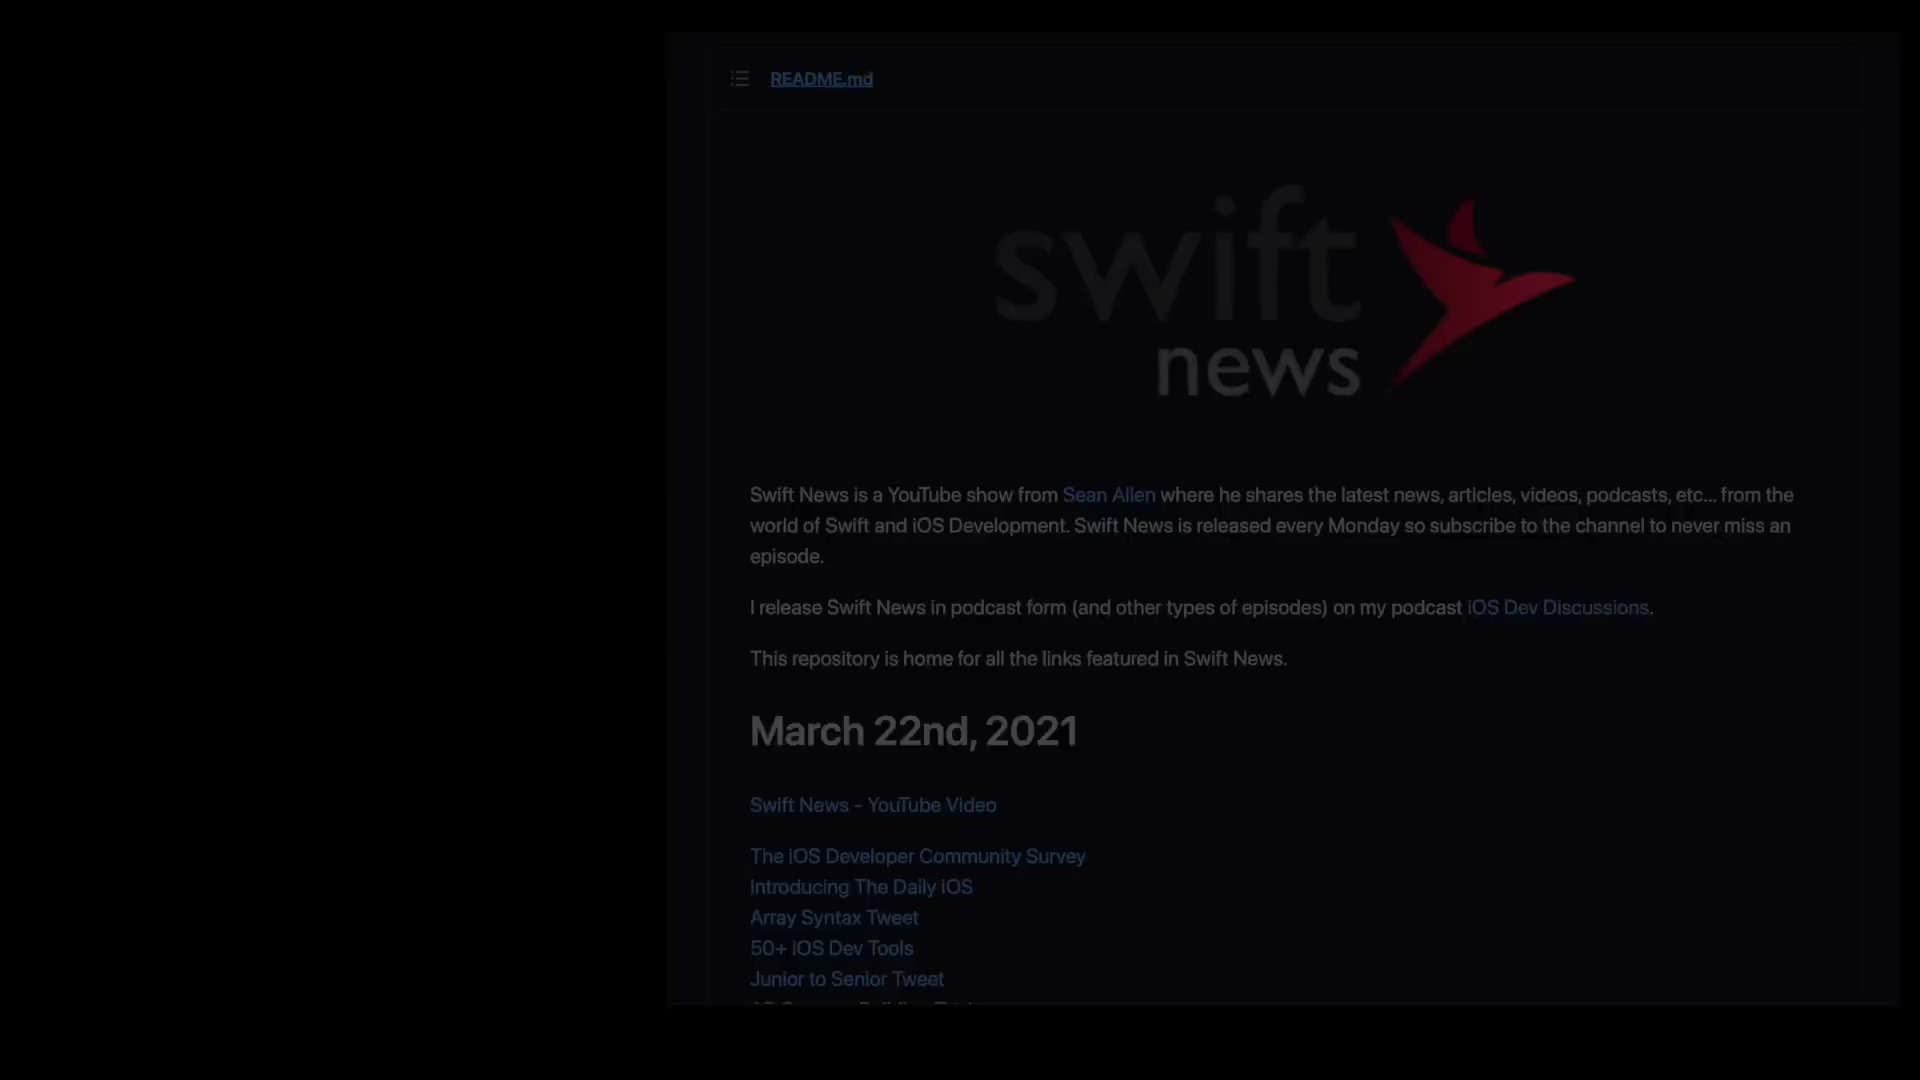 README.md
swift
news
Swift News is a YouTube show from Sean Allen where he shares the latest news, articles, videos, podcasts, etc... from the
world of Swift and iOS Development. Swift News is released every Monday so subscribe to the channel to never miss an
episode.
I release Swift News in podcast form (and other types of episodes) on my podcast iOS Dev Discussions.
This repository is home for all the links featured in Swift News.
March 22nd, 2021
Swift News - YouTube Video
The iOS Developer Community Survey
Introducing The Daily iOS
Array Syntax Tweet
50+ iOS Dev Tools
Junior to Senior Tweet